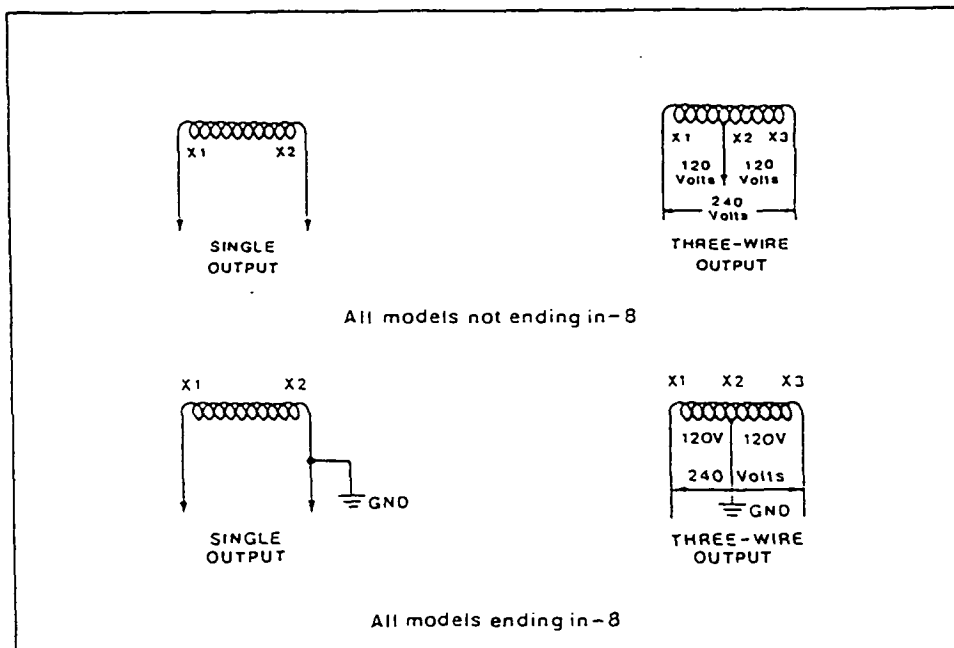 X1 X2
SINGLE
OUTPUT
X1 X2 X3
120 120
Volts Volts
240
Volts
THREE-WIRE
OUTPUT
All models not ending in-8
X1 X2
GND
SINGLE
OUTPUT
X1 X2 X3
120V 120V
240 Volts
GND
THREE-WIRE
OUTPUT
All models ending in-8